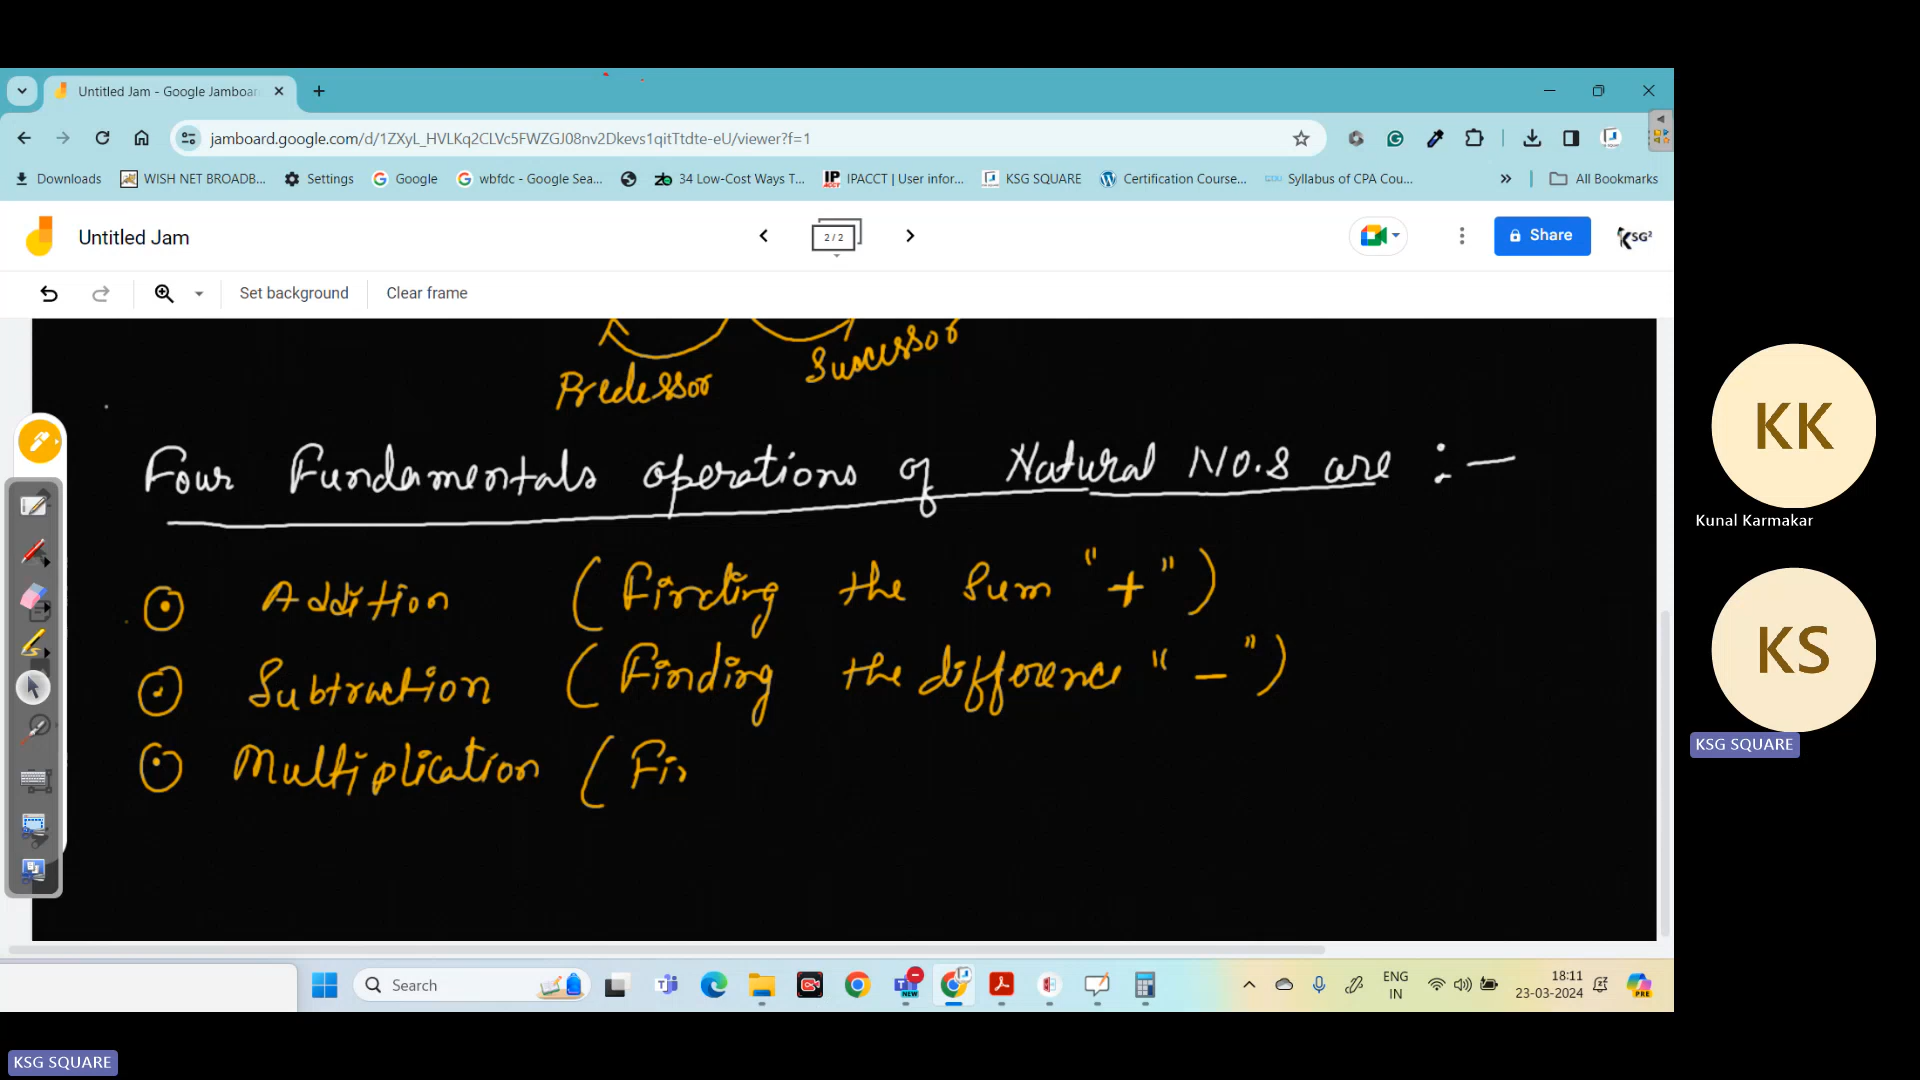 Untitled Jam - Google Jamboar
jamboard.google.com/d/1ZXyL_HVLKq2CLVc5FWZGJ08nv2Dkevs1qitTtdte-eU/viewer?f=1
Downloads WISH NET BROADB... Settings Google wbfdc - Google Sea... 34 Low-Cost Ways T... IPACCT | User infor... KSG SQUARE Certification Course... Syllabus of CPA Cou... All Bookmarks
Untitled Jam 2 / 2 Share KSG²
Set background Clear frame
Successor
Predessor
Four Fundamentals operations of Natural No.s are :-
Addition (Finding the Sum "+")
Subtraction (Finding the difference "-")
Multiplication (Fin
KK
Kunal Karmakar
KS
KSG SQUARE
Search ENG IN 18:11 23-03-2024
KSG SQUARE